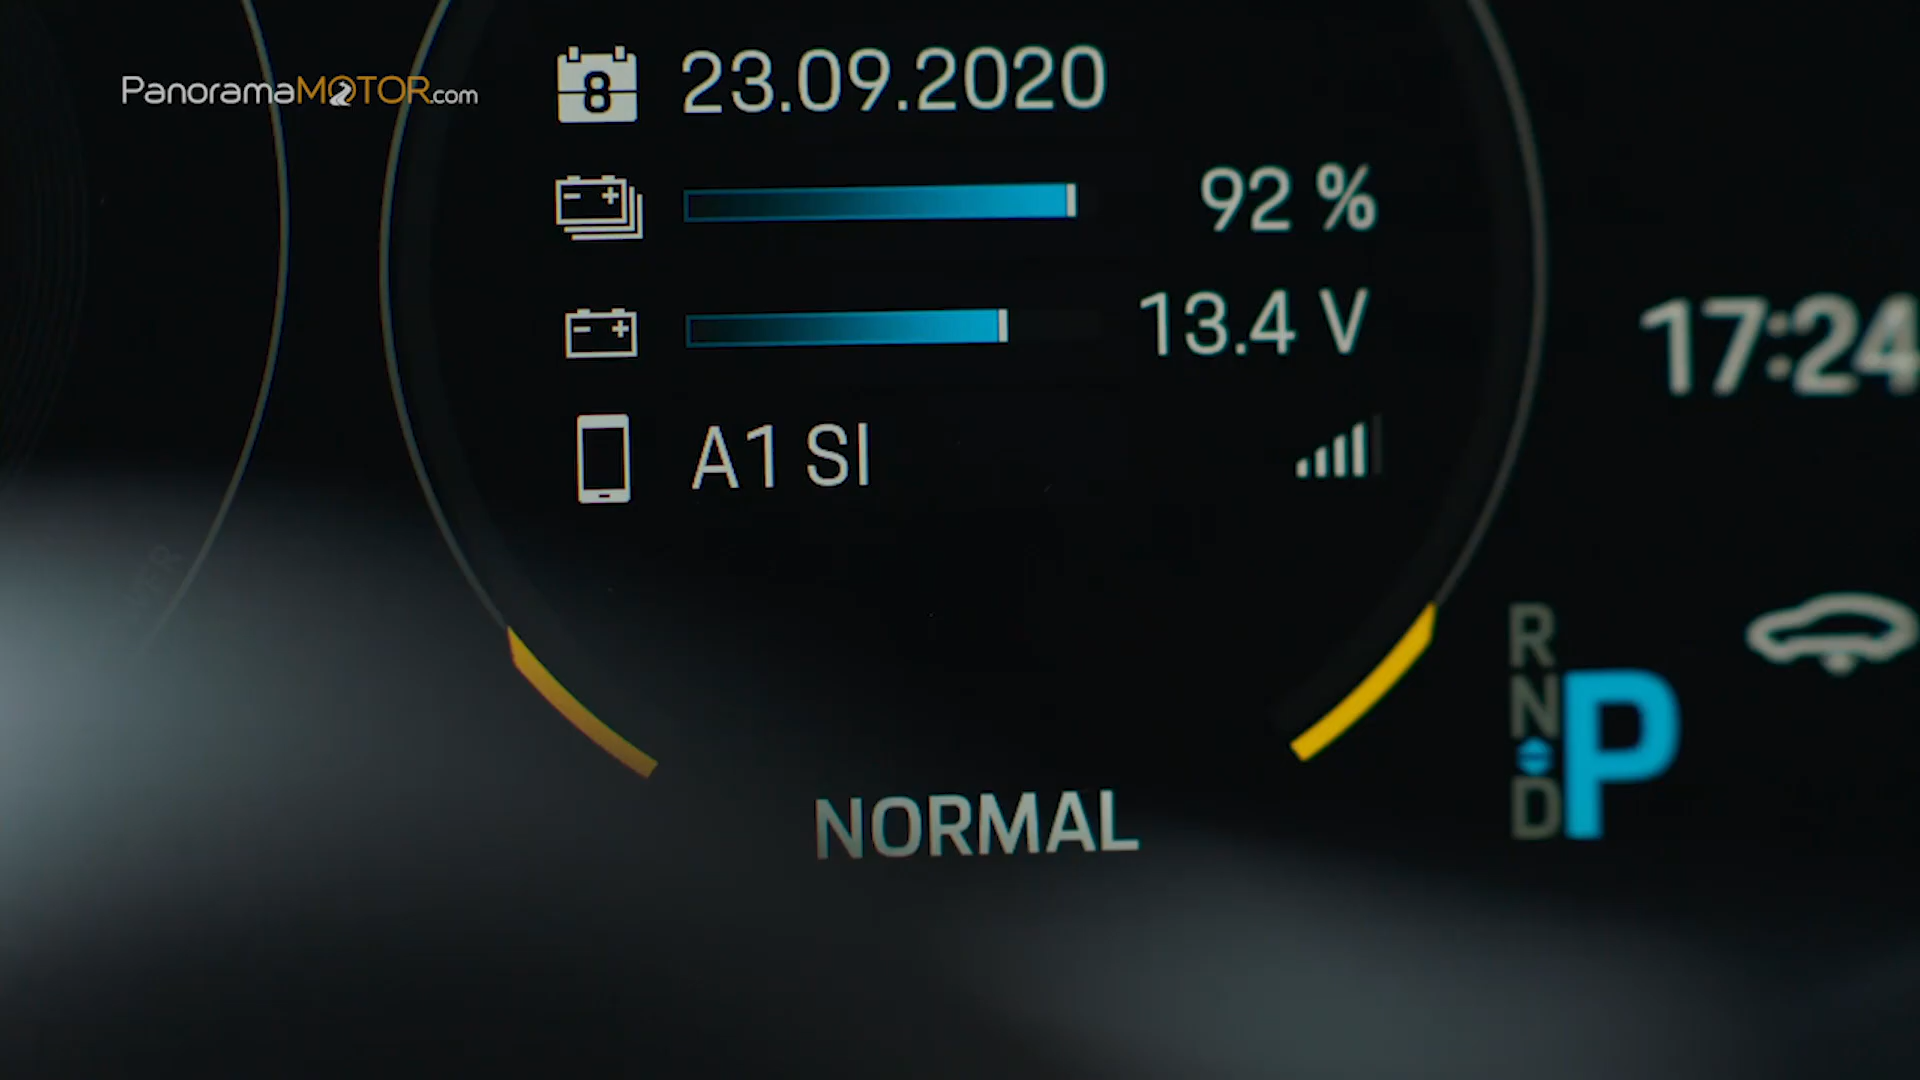 PanoramaMOTOR.com
8
23.09.2020
92 %
13.4 V
17:24
A1 SI
R
N
D
P
NORMAL